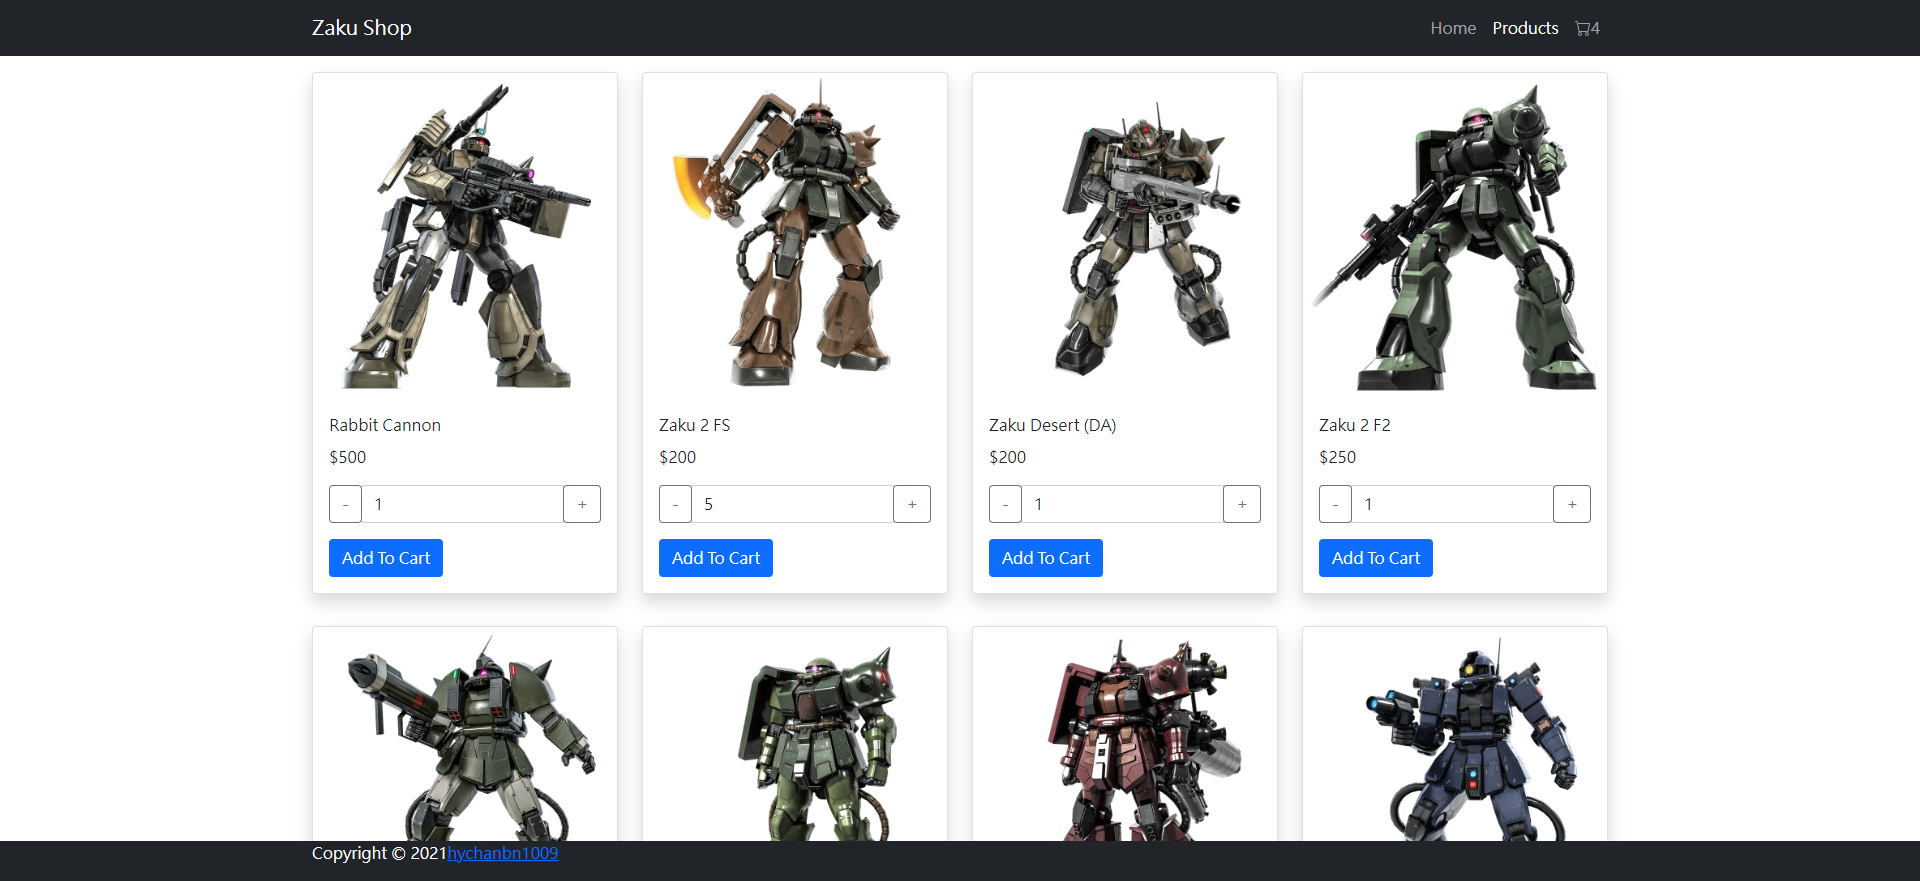 Zaku Shop
Home Products 4
Rabbit Cannon
$500
- 1 +
Add To Cart
Zaku 2 FS
$200
- 5 +
Add To Cart
Zaku Desert (DA)
$200
- 1 +
Add To Cart
Zaku 2 F2
$250
- 1 +
Add To Cart
Copyright © 2021hychanbn1009